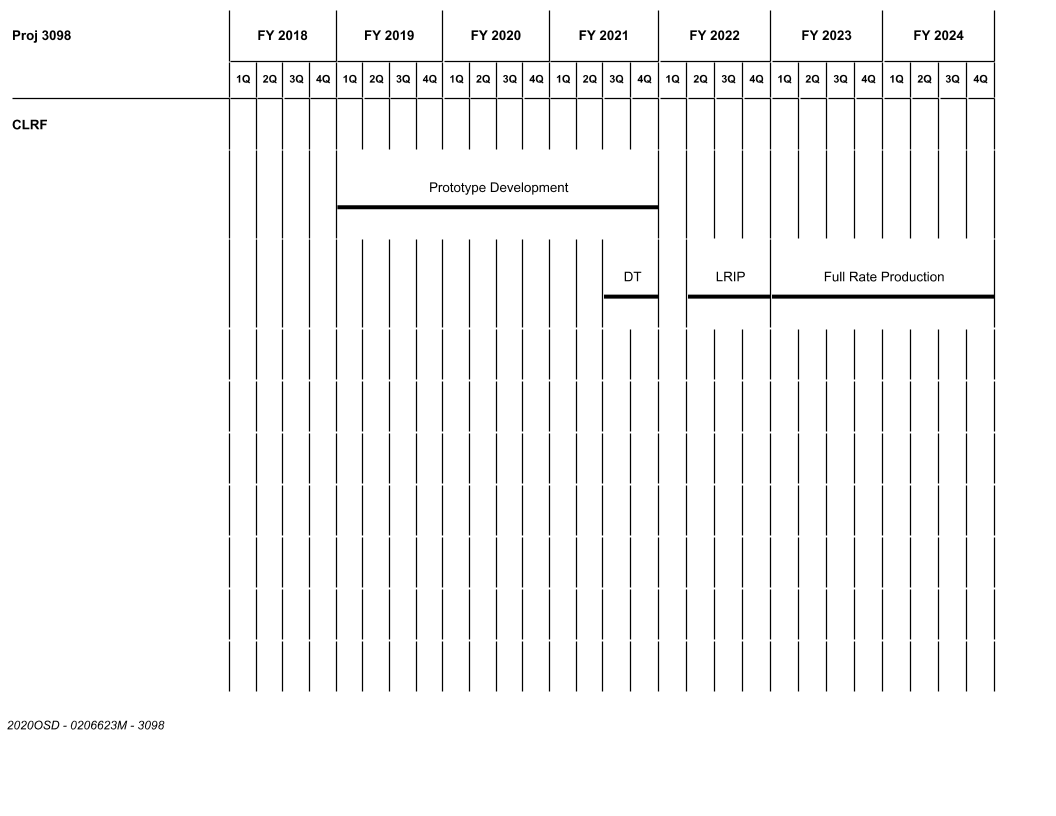 Proj 3098 FY 2018 FY 2019 FY 2020 FY 2021 FY 2022 FY 2023 FY 2024
1Q 2Q 3Q 4Q 1Q 2Q 3Q 4Q 1Q 2Q 3Q 4Q 1Q 2Q 3Q 4Q 1Q 2Q 3Q 4Q 1Q 2Q 3Q 4Q 1Q 2Q 3Q 4Q
CLRF
Prototype Development
DT LRIP Full Rate Production
2020OSD - 0206623M - 3098